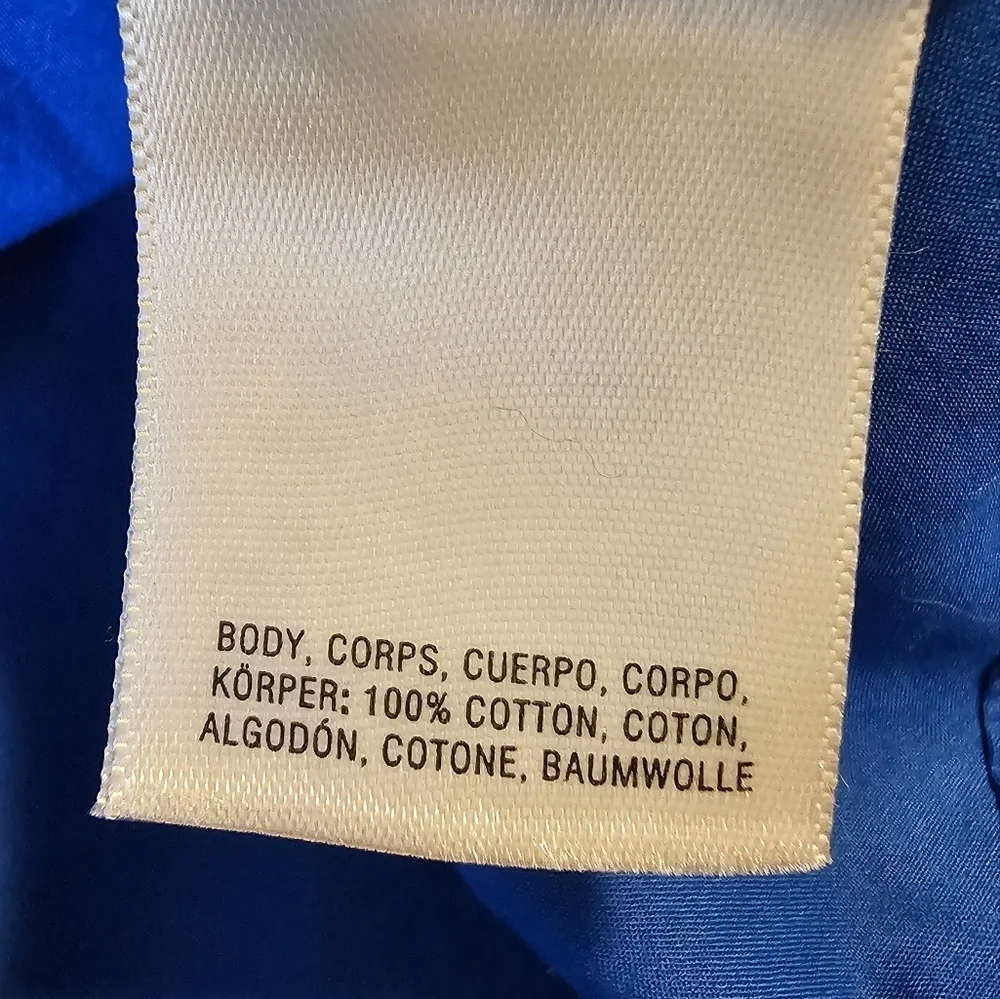 BODY, CORPS, CUERPO, CORPO,
KÖRPER: 100% COTTON, COTON,
ALGODÓN, COTONE, BAUMWOLLE